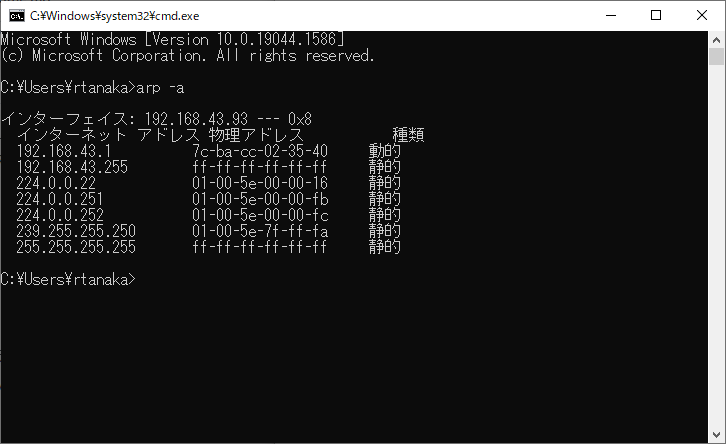 C:¥Windows¥system32¥cmd.exe
Microsoft Windows [Version 10.0.19044.1586]
(c) Microsoft Corporation. All rights reserved.
C:¥Users¥rtanaka>arp -a
インターフェイス: 192.168.43.93 --- 0x8
インターネット アドレス 物理アドレス 種類
192.168.43.1 7c-ba-cc-02-35-40 動的
192.168.43.255 ff-ff-ff-ff-ff-ff 静的
224.0.0.22 01-00-5e-00-00-16 静的
224.0.0.251 01-00-5e-00-00-fb 静的
224.0.0.252 01-00-5e-00-00-fc 静的
239.255.255.250 01-00-5e-7f-ff-fa 静的
255.255.255.255 ff-ff-ff-ff-ff-ff 静的
C:¥Users¥rtanaka>